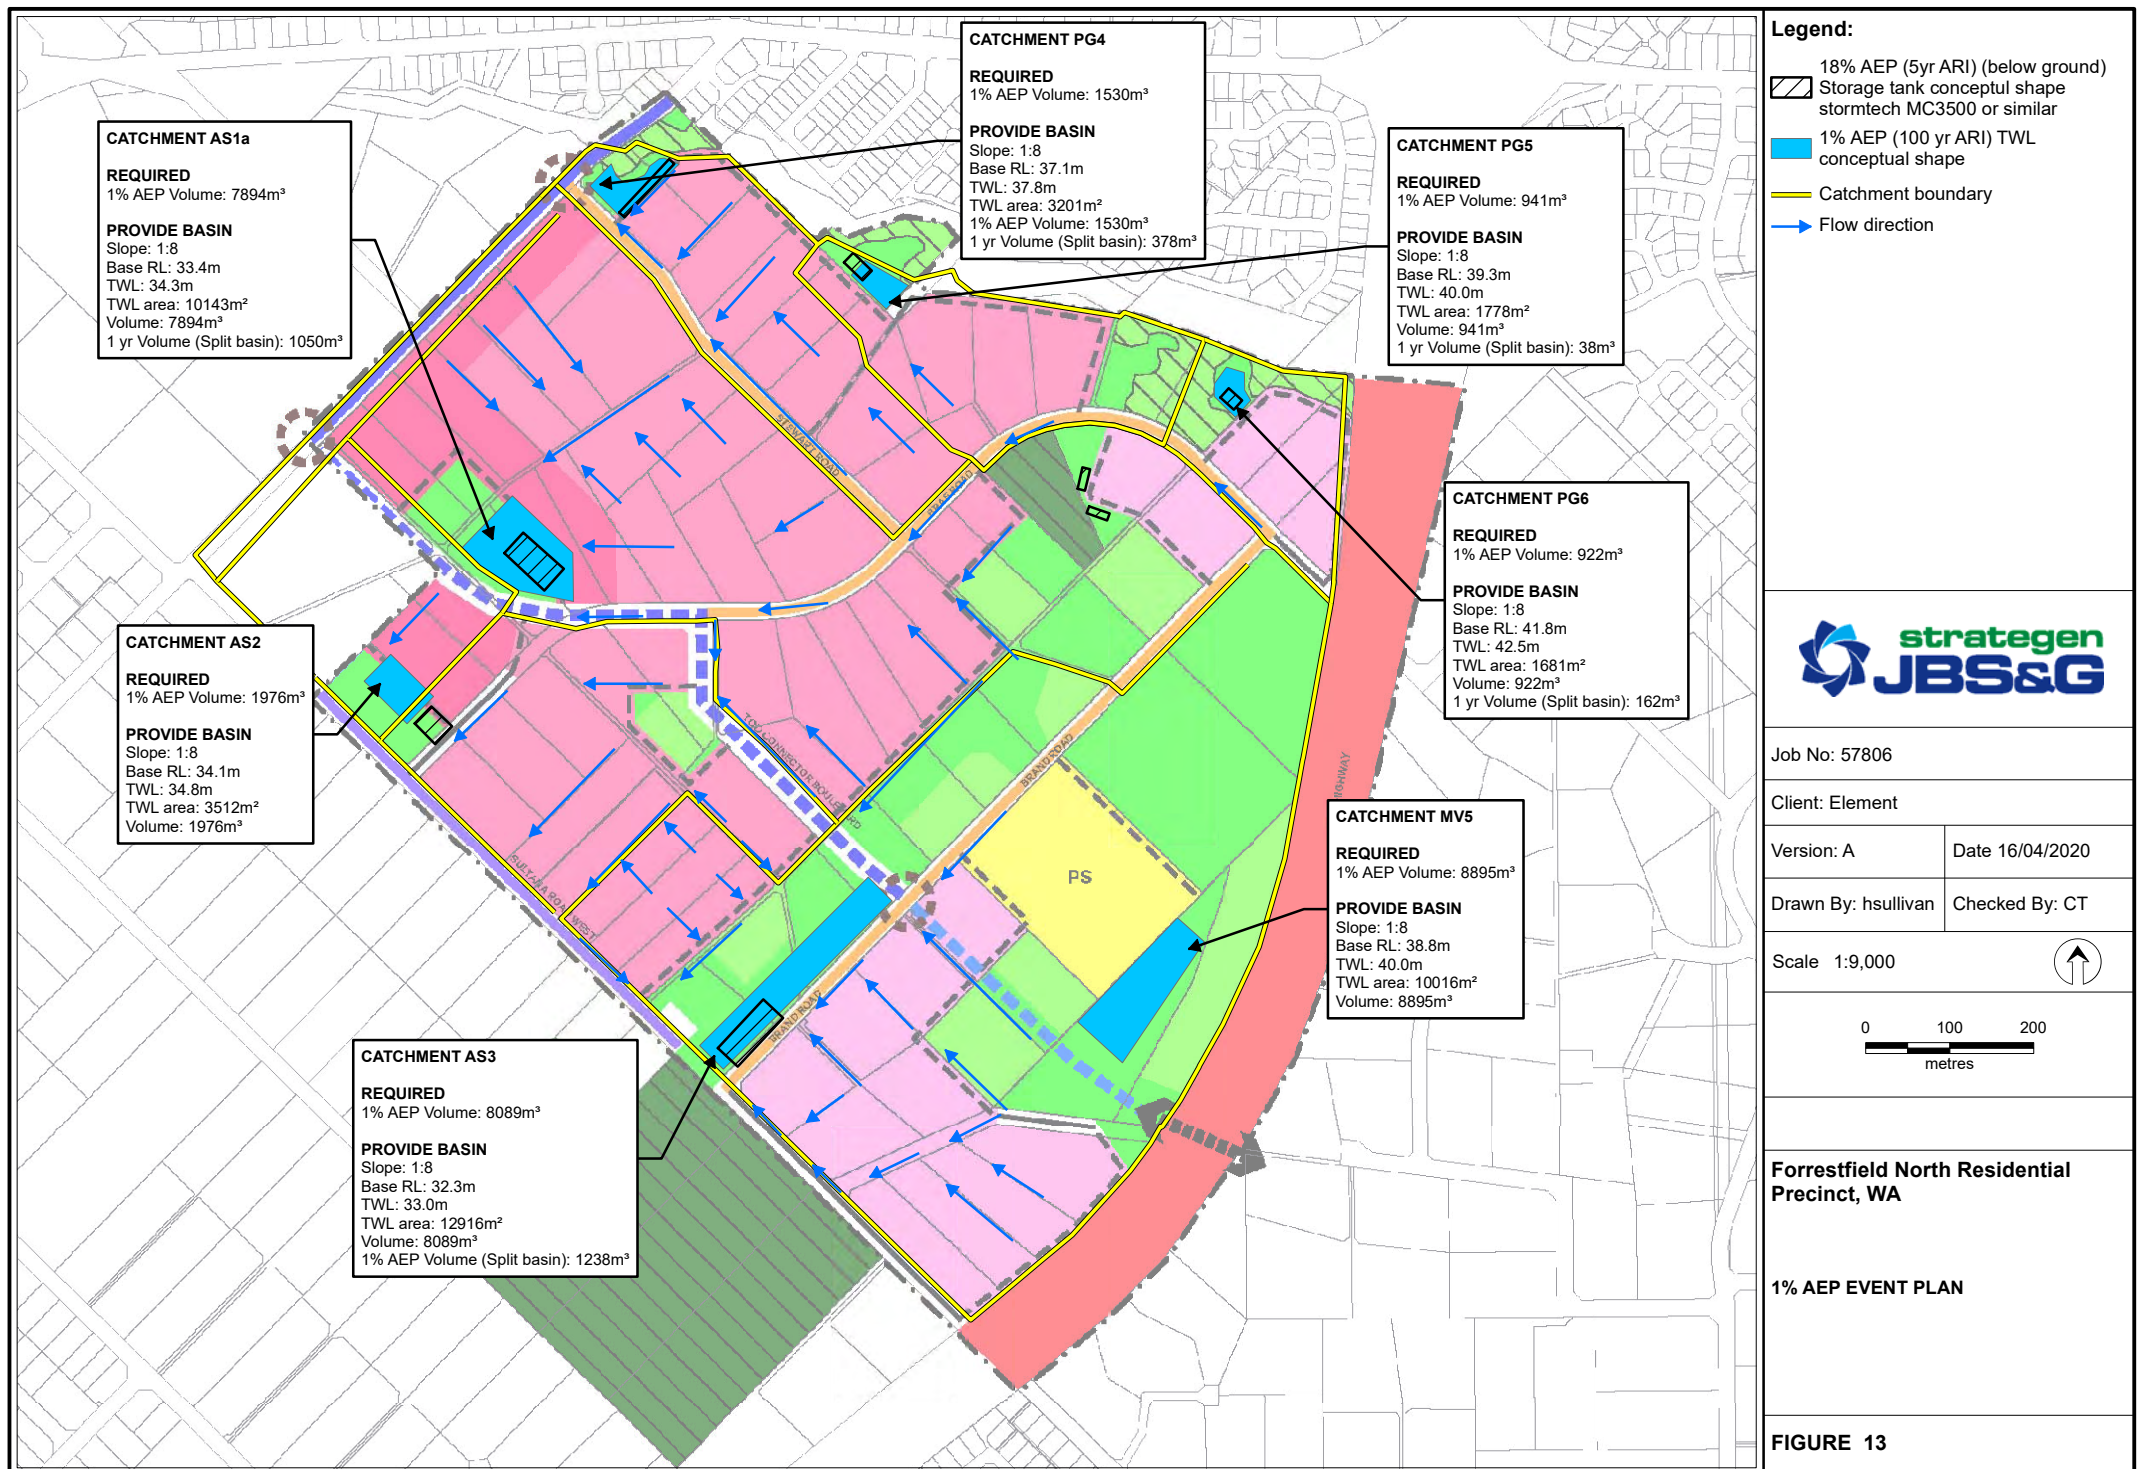 CATCHMENT PG4
REQUIRED
1% AEP Volume: 1530m³
PROVIDE BASIN
Slope: 1:8
Base RL: 37.1m
TWL: 37.8m
TWL area: 3201m²
1% AEP Volume: 1530m³
1 yr Volume (Split basin): 378m³
CATCHMENT AS1a
REQUIRED
1% AEP Volume: 7894m³
PROVIDE BASIN
Slope: 1:8
Base RL: 33.4m
TWL: 34.3m
TWL area: 10143m²
Volume: 7894m³
1 yr Volume (Split basin): 1050m³
CATCHMENT PG5
REQUIRED
1% AEP Volume: 941m³
PROVIDE BASIN
Slope: 1:8
Base RL: 39.3m
TWL: 40.0m
TWL area: 1778m²
Volume: 941m³
1 yr Volume (Split basin): 38m³
CATCHMENT PG6
REQUIRED
1% AEP Volume: 922m³
PROVIDE BASIN
Slope: 1:8
Base RL: 41.8m
TWL: 42.5m
TWL area: 1681m²
Volume: 922m³
1 yr Volume (Split basin): 162m³
CATCHMENT AS2
REQUIRED
1% AEP Volume: 1976m³
PROVIDE BASIN
Slope: 1:8
Base RL: 34.1m
TWL: 34.8m
TWL area: 3512m²
Volume: 1976m³
CATCHMENT MV5
REQUIRED
1% AEP Volume: 8895m³
PROVIDE BASIN
Slope: 1:8
Base RL: 38.8m
TWL: 40.0m
TWL area: 10016m²
Volume: 8895m³
CATCHMENT AS3
REQUIRED
1% AEP Volume: 8089m³
PROVIDE BASIN
Slope: 1:8
Base RL: 32.3m
TWL: 33.0m
TWL area: 12916m²
Volume: 8089m³
1% AEP Volume (Split basin): 1238m³
STEWART ROAD
BRAND ROAD
HIGHWAY
PS
SULTANA ROAD WEST
BRAND ROAD
Legend:
18% AEP (5yr ARI) (below ground)
Storage tank conceptul shape
stormtech MC3500 or similar
1% AEP (100 yr ARI) TWL
conceptual shape
Catchment boundary
Flow direction
strategen
JBS&G
Job No: 57806
Client: Element
Version: A
Date 16/04/2020
Drawn By: hsullivan
Checked By: CT
Scale 1:9,000
0 100 200
metres
Forrestfield North Residential
Precinct, WA
1% AEP EVENT PLAN
FIGURE 13